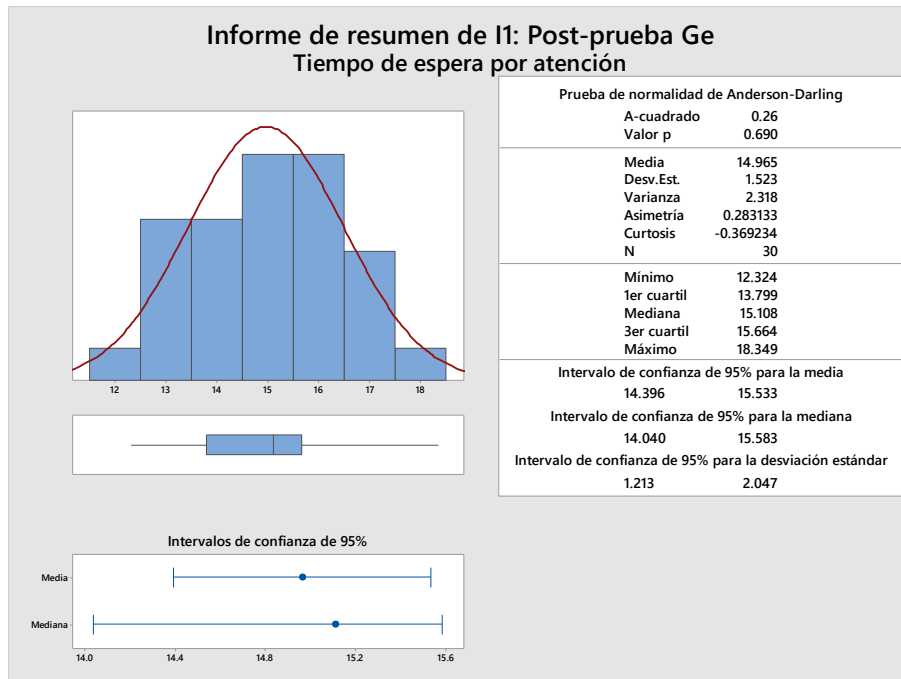 Informe de resumen de I1: Post-prueba Ge
Tiempo de espera por atención
12 13 14 15 16 17 18
Prueba de normalidad de Anderson-Darling
A-cuadrado 0.26
Valor p 0.690
Media 14.965
Desv.Est. 1.523
Varianza 2.318
Asimetría 0.283133
Curtosis -0.369234
N 30
Mínimo 12.324
1er cuartil 13.799
Mediana 15.108
3er cuartil 15.664
Máximo 18.349
Intervalo de confianza de 95% para la media
14.396 15.533
Intervalo de confianza de 95% para la mediana
14.040 15.583
Intervalo de confianza de 95% para la desviación estándar
1.213 2.047
Intervalos de confianza de 95%
Media
Mediana
14.0 14.4 14.8 15.2 15.6